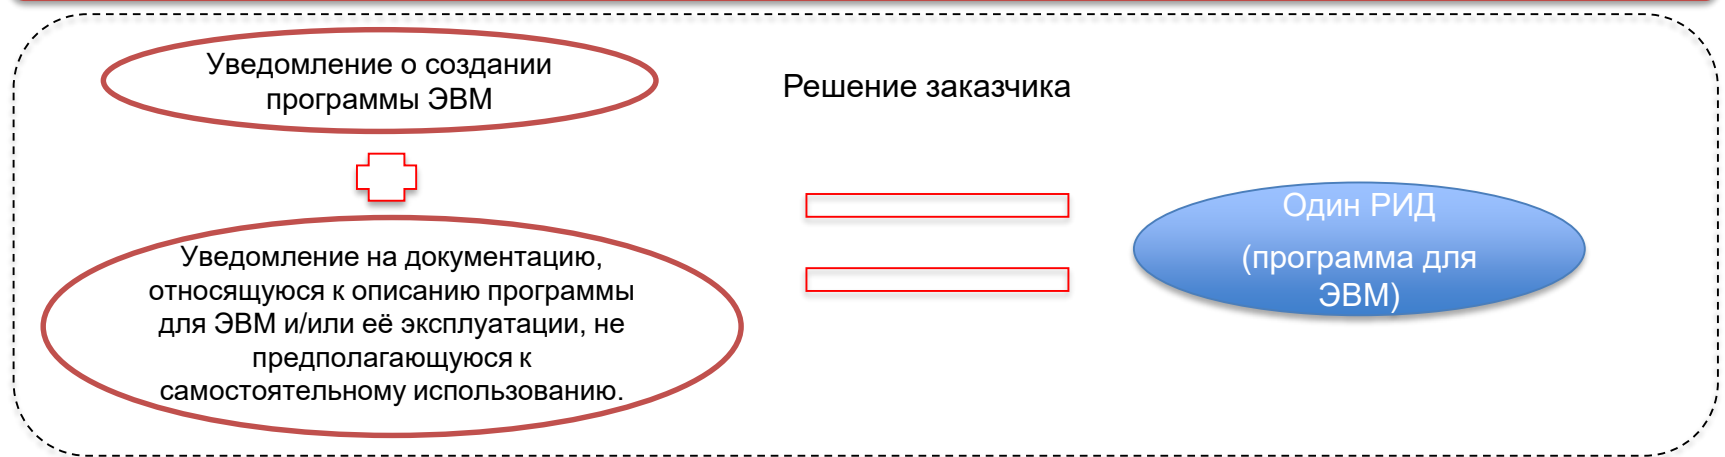 Уведомление о создании
программы ЭВМ
Решение заказчика
Уведомление на документацию,
относящуюся к описанию программы
для ЭВМ и/или её эксплуатации, не
предполагающуюся к
самостоятельному использованию.
Один РИД
(программа для
ЭВМ)